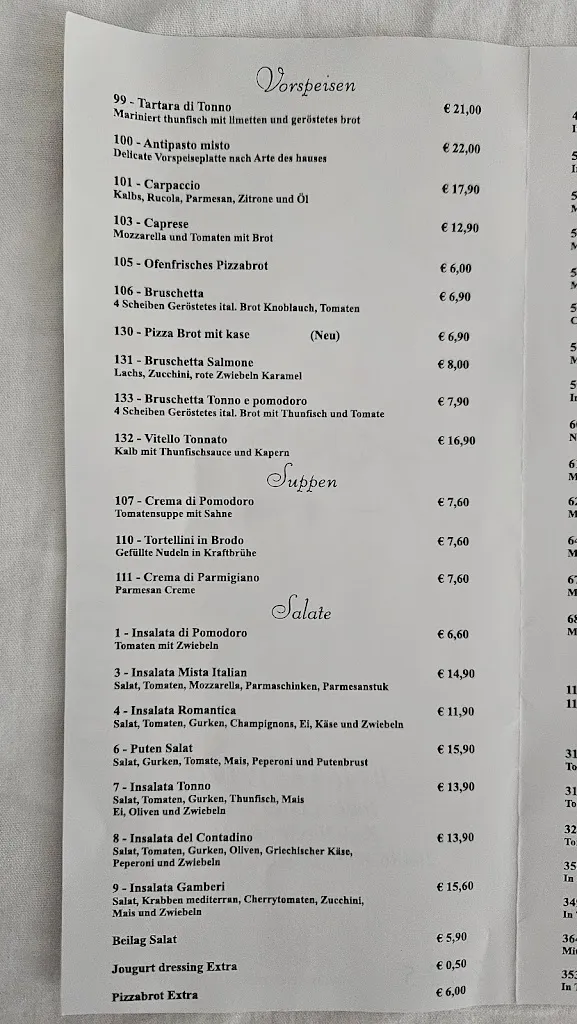 Vorspeisen
99 - Tartara di Tonno € 21,00
Mariniert thunfisch mit limetten und geröstetes brot
100 - Antipasto misto € 22,00
Delicate Vorspeiseplatte nach Arte des hauses
101 - Carpaccio € 17,90
Kalbs, Rucola, Parmesan, Zitrone und Öl
103 - Caprese € 12,90
Mozzarella und Tomaten mit Brot
105 - Ofenfrisches Pizzabrot € 6,00
106 - Bruschetta € 6,90
4 Scheiben Geröstetes ital. Brot Knoblauch, Tomaten
130 - Pizza Brot mit kase (Neu) € 6,90
131 - Bruschetta Salmone € 8,00
Lachs, Zucchini, rote Zwiebeln Karamel
133 - Bruschetta Tonno e pomodoro € 7,90
4 Scheiben Geröstetes ital. Brot mit Thunfisch und Tomate
132 - Vitello Tonnato € 16,90
Kalb mit Thunfischsauce und Kapern
Suppen
107 - Crema di Pomodoro € 7,60
Tomatensuppe mit Sahne
110 - Tortellini in Brodo € 7,60
Gefüllte Nudeln in Kraftbrühe
111 - Crema di Parmigiano € 7,60
Parmesan Creme
Salate
1 - Insalata di Pomodoro € 6,60
Tomaten mit Zwiebeln
3 - Insalata Mista Italian € 14,90
Salat, Tomaten, Mozzarella, Parmaschinken, Parmesanstuk
4 - Insalata Romantica € 11,90
Salat, Tomaten, Gurken, Champignons, Ei, Käse und Zwiebeln
6 - Puten Salat € 15,90
Salat, Gurken, Tomate, Mais, Peperoni und Putenbrust
7 - Insalata Tonno € 13,90
Salat, Tomaten, Gurken, Thunfisch, Mais
Ei, Oliven und Zwiebeln
8 - Insalata del Contadino € 13,90
Salat, Tomaten, Gurken, Oliven, Griechischer Käse,
Peperoni und Zwiebeln
9 - Insalata Gamberi € 15,60
Salat, Krabben mediterran, Cherrytomaten, Zucchini,
Mais und Zwiebeln
Beilag Salat € 5,90
Jougurt dressing Extra € 0,50
Pizzabrot Extra € 6,00